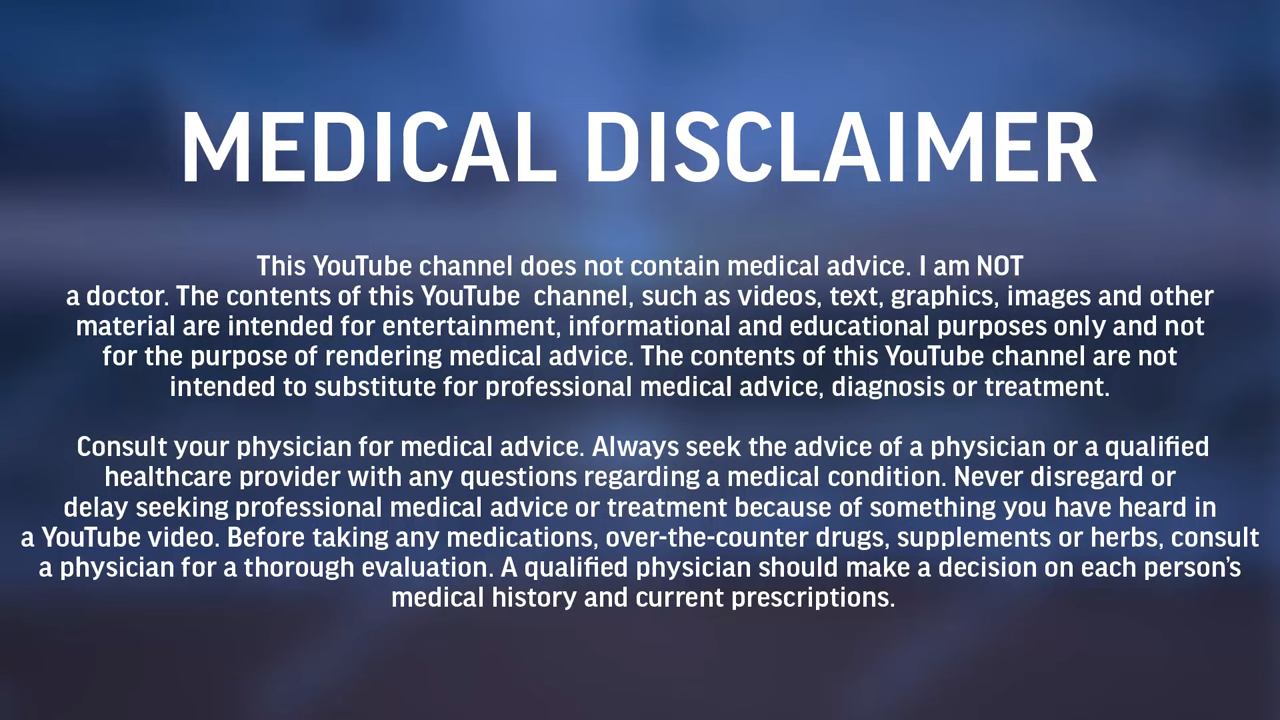 MEDICAL DISCLAIMER
This YouTube channel does not contain medical advice. I am NOT
a doctor. The contents of this YouTube  channel, such as videos, text, graphics, images and other
material are intended for entertainment, informational and educational purposes only and not
for the purpose of rendering medical advice. The contents of this YouTube channel are not
intended to substitute for professional medical advice, diagnosis or treatment.
Consult your physician for medical advice. Always seek the advice of a physician or a qualified
healthcare provider with any questions regarding a medical condition. Never disregard or
delay seeking professional medical advice or treatment because of something you have heard in
a YouTube video. Before taking any medications, over-the-counter drugs, supplements or herbs, consult
a physician for a thorough evaluation. A qualified physician should make a decision on each person’s
medical history and current prescriptions.